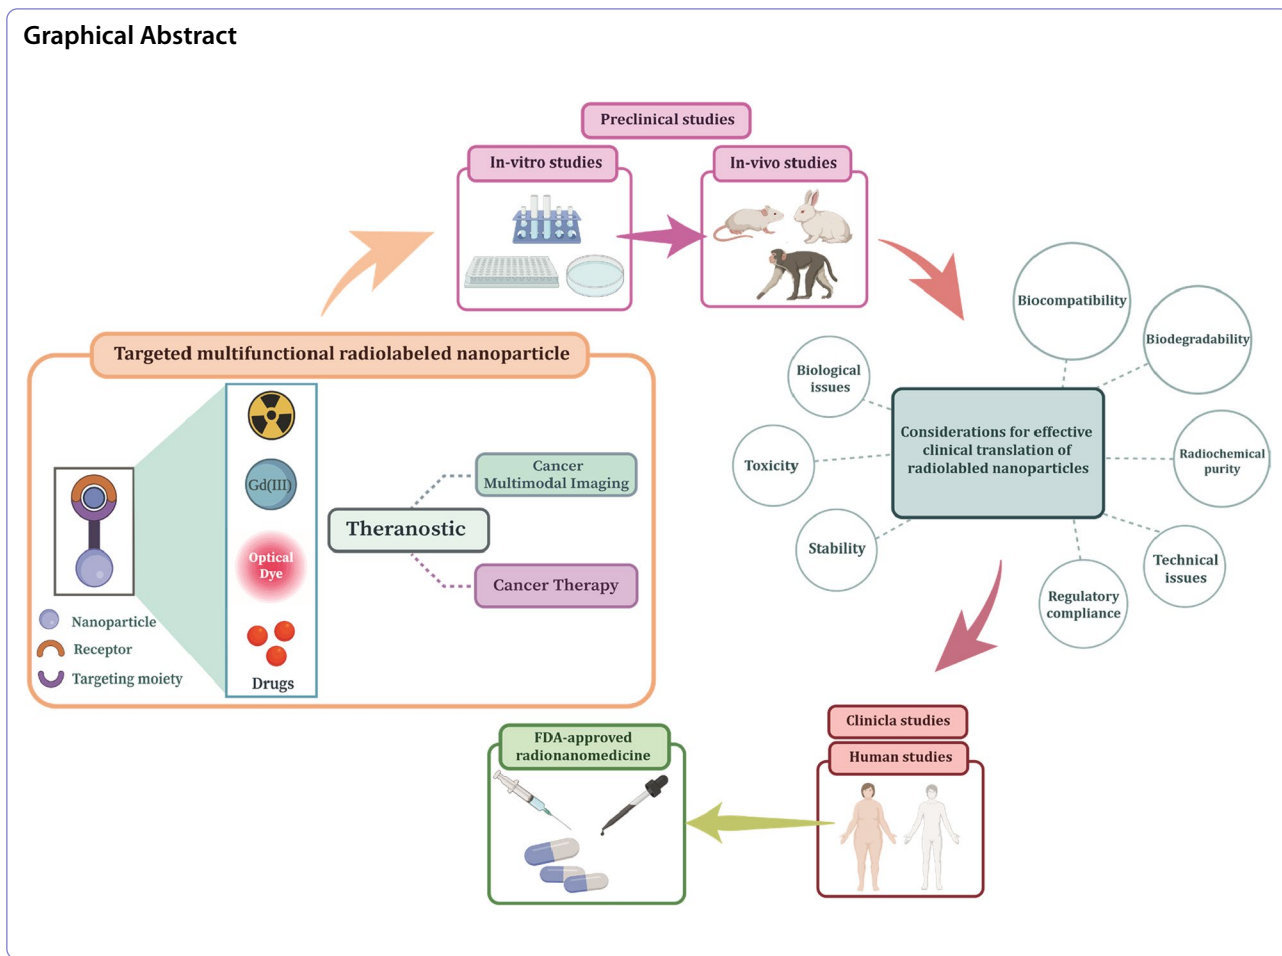 Graphical Abstract
Preclinical studies
In-vitro studies
In-vivo studies
Targeted multifunctional radiolabeled nanoparticle
Gd(III)
Optical
Dye
Drugs
Nanoparticle
Receptor
Targeting moiety
Theranostic
Cancer
Multimodal Imaging
Cancer Therapy
Considerations for effective
clinical translation of
radiolabled nanoparticles
Biocompatibility
Biodegradability
Radiochemical
purity
Technical
issues
Regulatory
compliance
Stability
Toxicity
Biological
issues
Clinicla studies
Human studies
FDA-approved
radionanomedicine